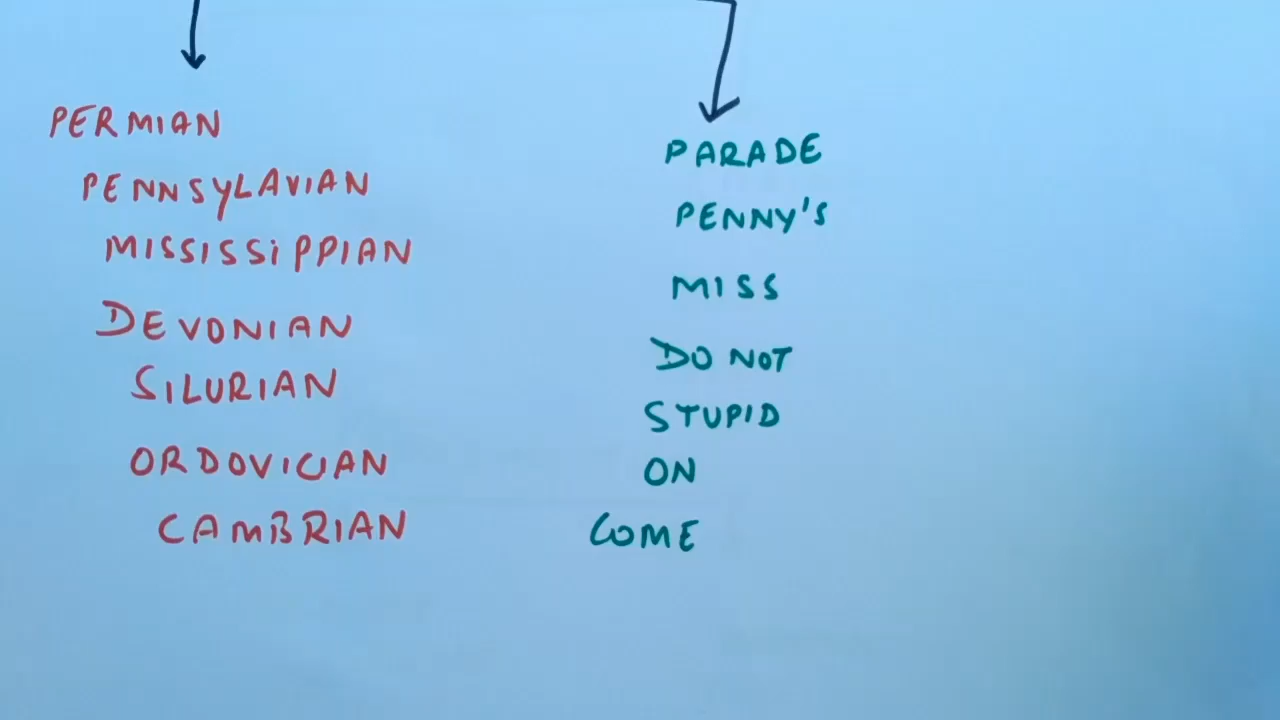 PERMIAN
PENNSYLAVIAN
MISSISSiPPIAN
DEVONIAN
SILURIAN
ORDOVICIAN
CAMBRIAN
PARADE
PENNY'S
MISS
DO NOT
STUPID
ON
COME